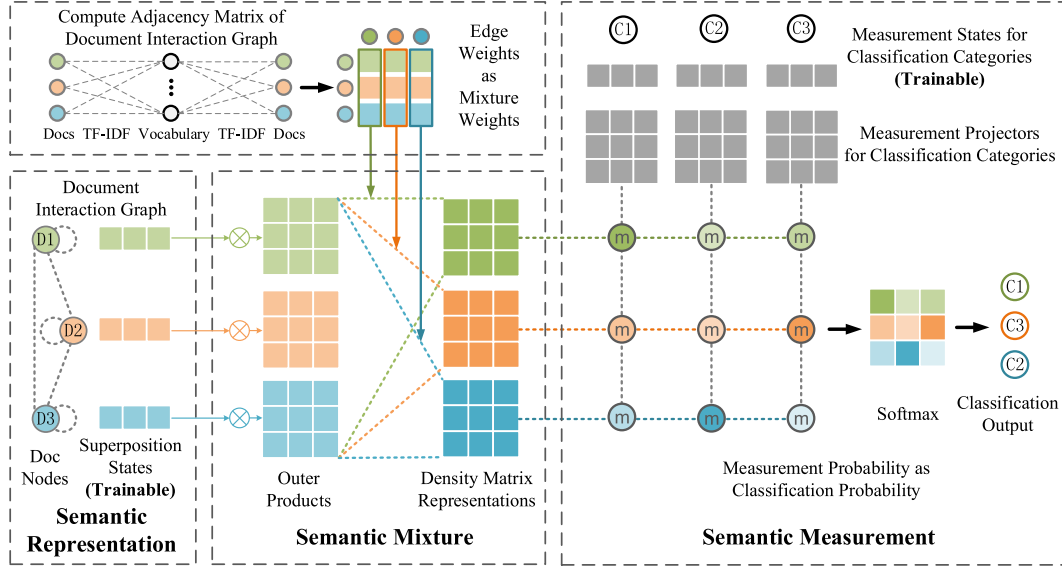 Compute Adjacency Matrix of
Document Interaction Graph
Docs TF-IDF Vocabulary TF-IDF Docs
Edge
Weights
as
Mixture
Weights
Document
Interaction Graph
D1
D2
D3
Doc
Nodes
Superposition
States
(Trainable)
Semantic
Representation
Outer
Products
Density Matrix
Representations
Semantic Mixture
C1 C2 C3
Measurement States for
Classification Categories
(Trainable)
Measurement Projectors
for Classification Categories
m m m
m m m
m m m
Softmax
C1
C3
C2
Classification
Output
Measurement Probability as
Classification Probability
Semantic Measurement